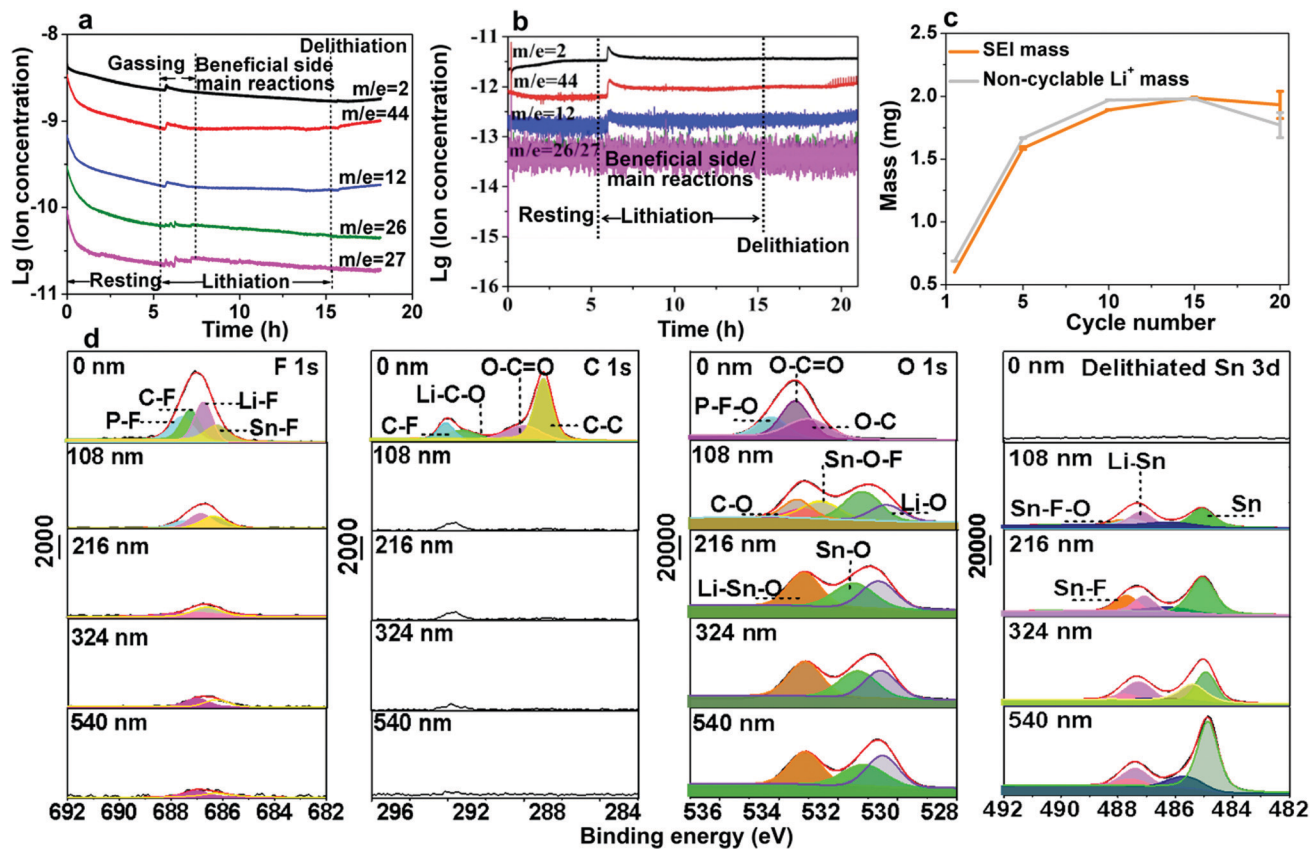 a
-8
-9
-10
-11
Lg (Ion concentration)
Delithiation
Gassing
Beneficial side/
main reactions
m/e=2
m/e=44
m/e=12
m/e=26
m/e=27
Resting
Lithiation
0 5 10 15 20
Time (h)
b
-11
-12
-13
-14
-15
-16
Lg (Ion concentration)
m/e=2
m/e=44
m/e=12
m/e=26/27
Beneficial side/
main reactions
Resting
Lithiation
Delithiation
0 5 10 15 20
Time (h)
c
2.5
2.0
1.5
1.0
0.5
Mass (mg)
SEI mass
Non-cyclable Li⁺ mass
1 5 10 15 20
Cycle number
d
0 nm F 1s
C-F
Li-F
P-F
Sn-F
108 nm
216 nm
324 nm
540 nm
20000
692 690 688 686 684 682
0 nm C 1s
O-C=O
Li-C-O
C-F
C-C
108 nm
216 nm
324 nm
540 nm
2000
296 292 288 284
0 nm O 1s
O-C=O
P-F-O
O-C
108 nm
Sn-O-F
C-O
Li-O
216 nm
Sn-O
Li-Sn-O
324 nm
540 nm
20000
536 534 532 530 528
0 nm Delithiated Sn 3d
108 nm
Li-Sn
Sn-F-O
Sn
216 nm
Sn-F
324 nm
540 nm
20000
492 490 488 486 484 482
Binding energy (eV)